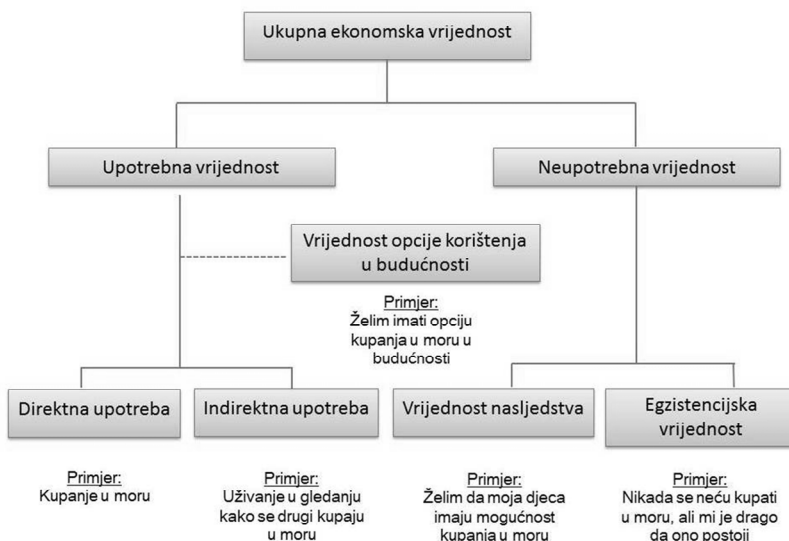 Ukupna ekonomska vrijednost
Upotrebna vrijednost
Neupotrebna vrijednost
Vrijednost opcije korištenja
u budućnosti
Primjer:
Želim imati opciju
kupanja u moru u
budućnosti
Direktna upotreba
Indirektna upotreba
Vrijednost nasljedstva
Egzistencijska
vrijednost
Primjer:
Kupanje u moru
Primjer:
Uživanje u gledanju
kako se drugi kupaju
u moru
Primjer:
Želim da moja djeca
imaju mogućnost
kupanja u moru
Primjer:
Nikada se neću kupati
u moru, ali mi je drago
da ono postoji